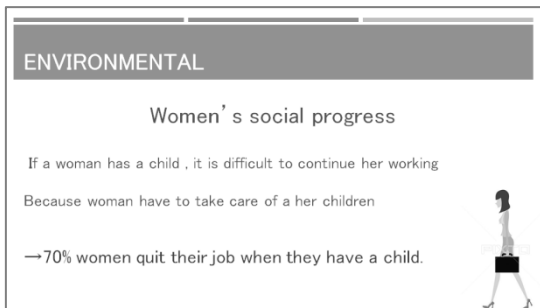 ENVIRONMENTAL
Women's social progress
If a woman has a child , it is difficult to continue her working
Because woman have to take care of a her children
→70% women quit their job when they have a child.